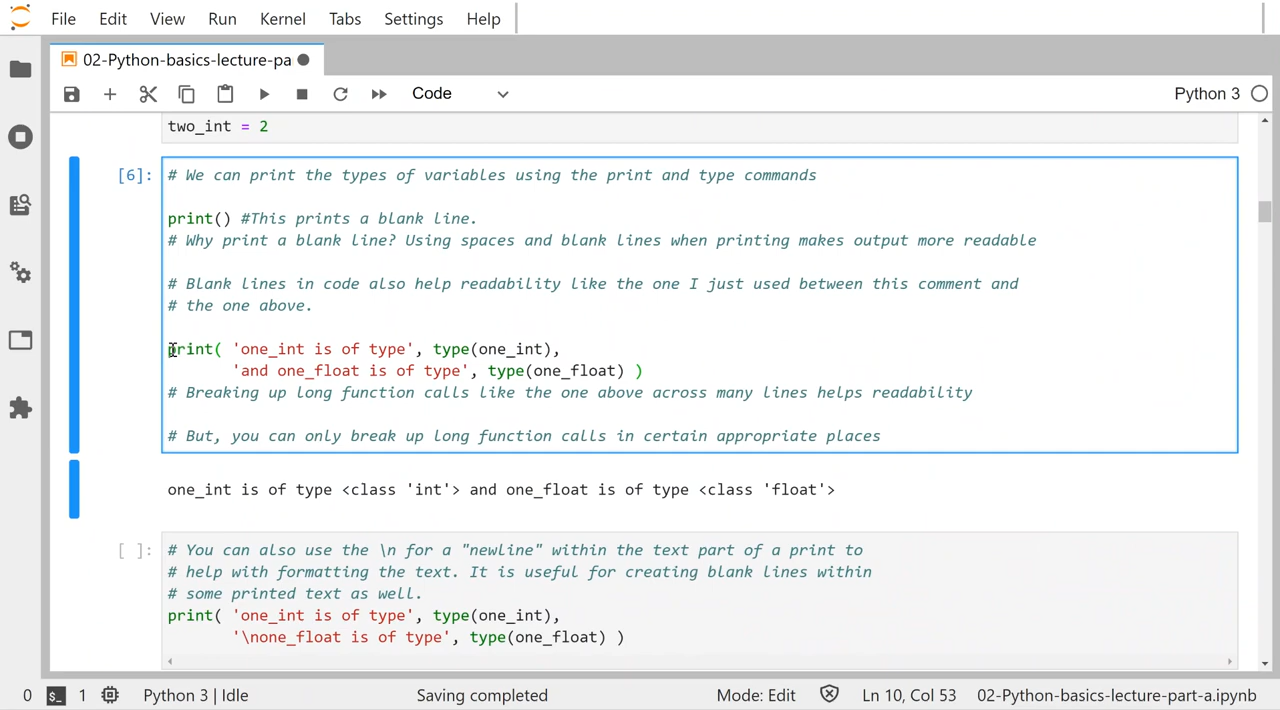 File Edit View Run Kernel Tabs Settings Help
02-Python-basics-lecture-pa
Code
Python 3
two_int = 2
[6]:
# We can print the types of variables using the print and type commands
print() #This prints a blank line.
# Why print a blank line? Using spaces and blank lines when printing makes output more readable
# Blank lines in code also help readability like the one I just used between this comment and
# the one above.
print( 'one_int is of type', type(one_int),
'and one_float is of type', type(one_float) )
# Breaking up long function calls like the one above across many lines helps readability
# But, you can only break up long function calls in certain appropriate places
one_int is of type <class 'int'> and one_float is of type <class 'float'>
[ ]:
# You can also use the \n for a "newline" within the text part of a print to
# help with formatting the text. It is useful for creating blank lines within
# some printed text as well.
print( 'one_int is of type', type(one_int),
'\none_float is of type', type(one_float) )
0 $_ 1 Python 3 | Idle Saving completed Mode: Edit Ln 10, Col 53 02-Python-basics-lecture-part-a.ipynb